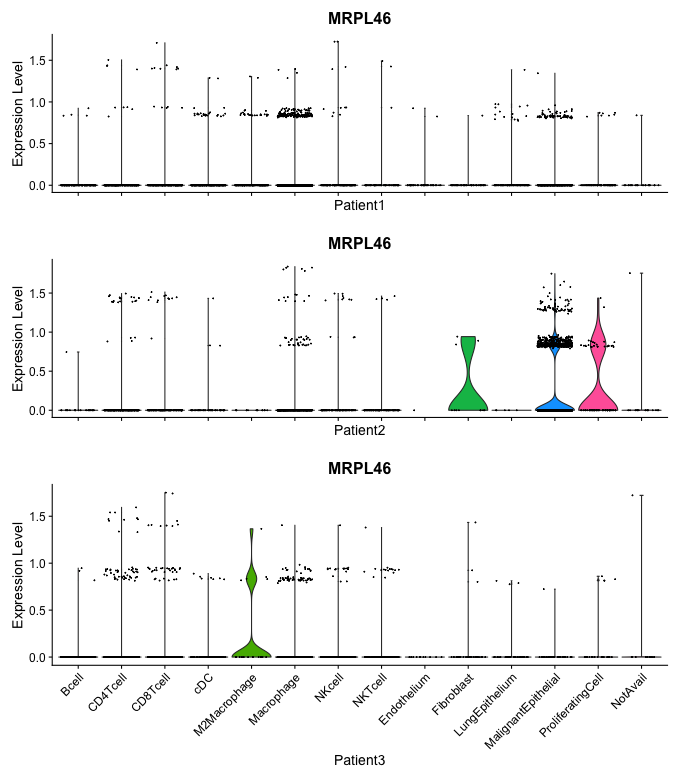 MRPL46
Expression Level
1.5
1.0
0.5
0.0
Patient1
MRPL46
Expression Level
1.5
1.0
0.5
0.0
Patient2
MRPL46
Expression Level
1.5
1.0
0.5
0.0
Bcell
CD4Tcell
CD8Tcell
cDC
M2Macrophage
Macrophage
NKcell
NKTcell
Endothelium
Fibroblast
LungEpithelium
MalignantEpithelial
ProliferatingCell
NotAvail
Patient3